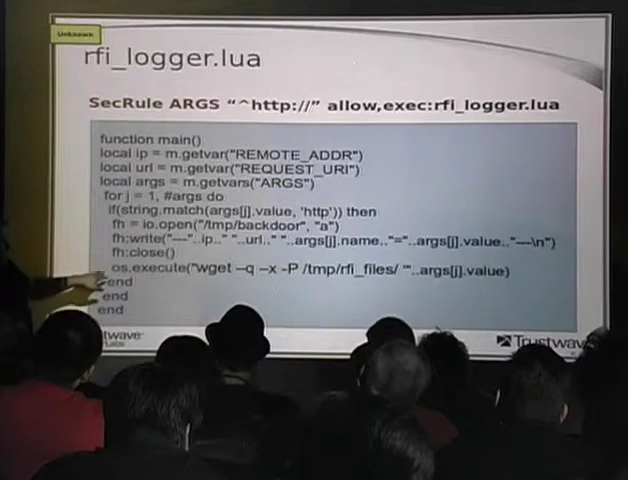 Unknown
rfi_logger.lua
SecRule ARGS “^http://” allow,exec:rfi_logger.lua
function main()
local ip = m.getvar("REMOTE_ADDR")
local url = m.getvar("REQUEST_URI")
local args = m.getvars("ARGS")
for j = 1, #args do
if(string.match(args[j].value, 'http')) then
fh = io.open("/tmp/backdoor", "a")
fh:write("---"..ip.." "..url.." "..args[j].name.."="..args[j].value.."---\n")
fh:close()
os.execute("wget –q –x -P /tmp/rfi_files/ '"..args[j].value)
end
end
end
twave
Trustwave